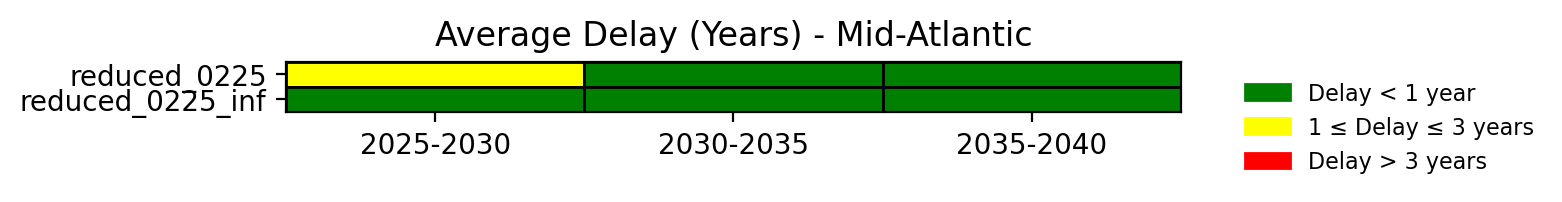 Average Delay (Years) - Mid-Atlantic
reduced_0225
reduced_0225_inf
2025-2030
2030-2035
2035-2040
Delay < 1 year
1 ≤ Delay ≤ 3 years
Delay > 3 years